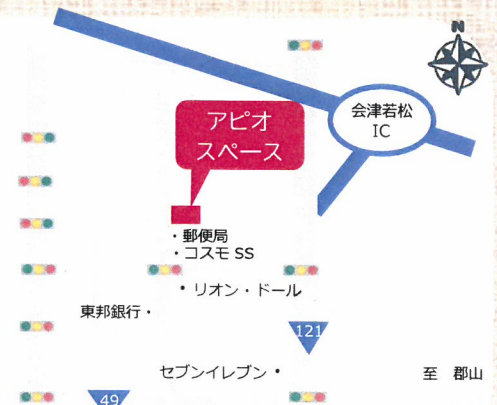 N
会津若松
IC
アピオ
スペース
・郵便局
・コスモ SS
・リオン・ドール
東邦銀行・
121
セブンイレブン・
至 郡山
49